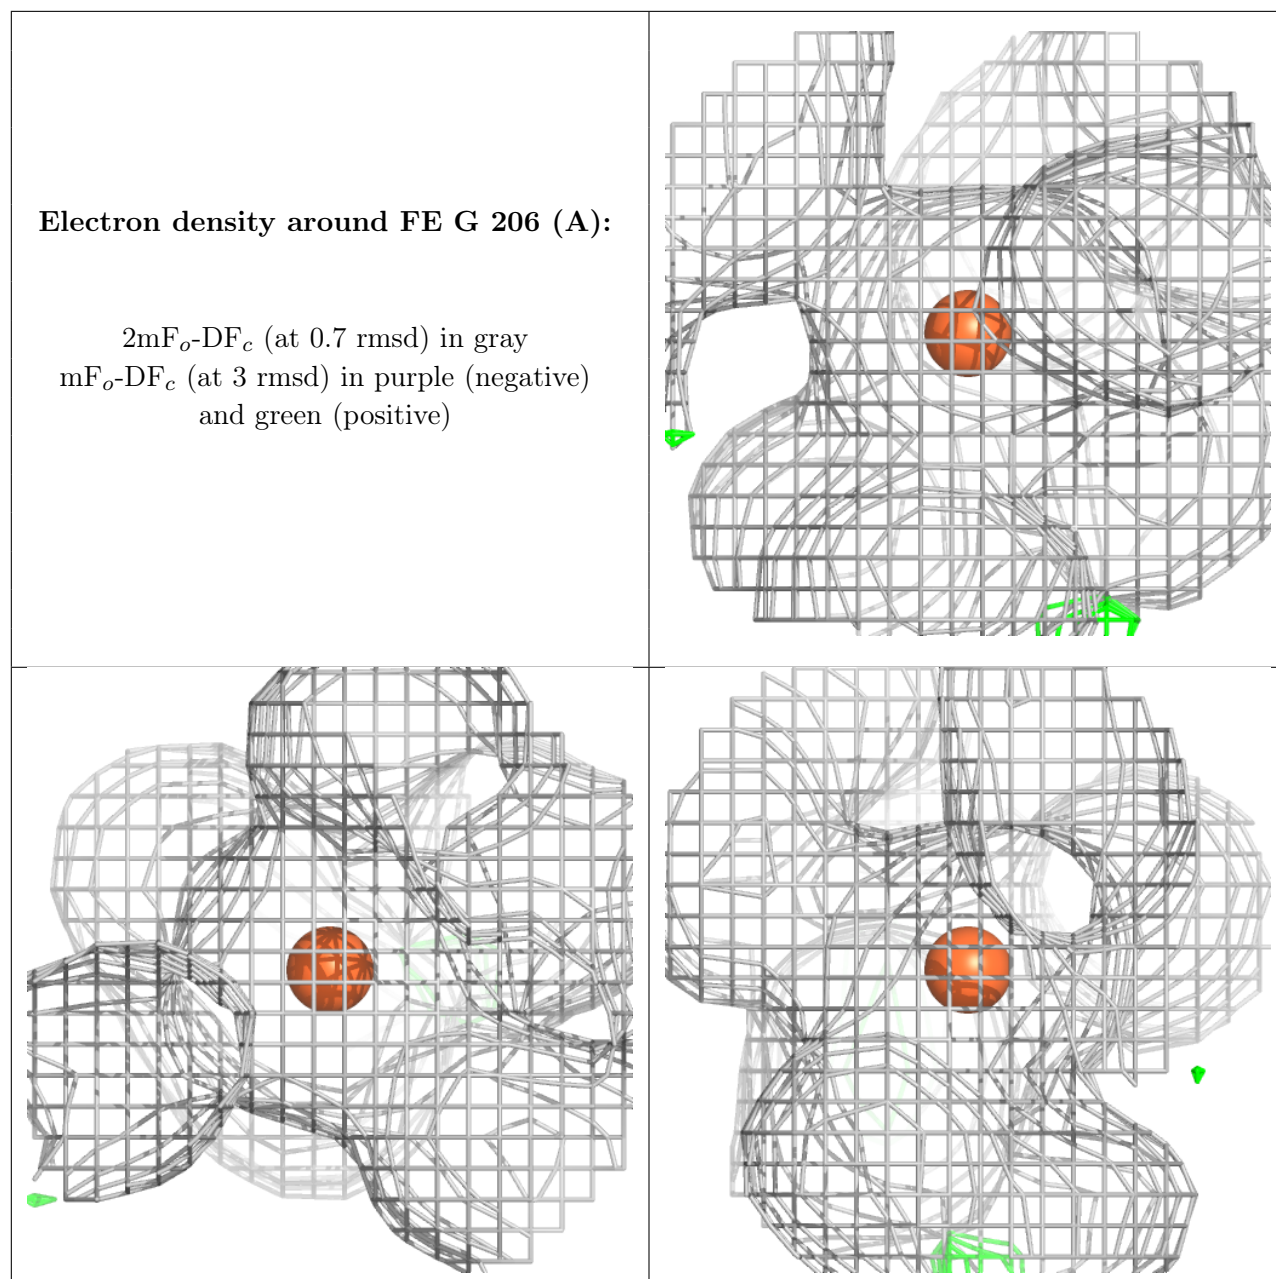 Electron density around FE G 206 (A):
2mFo-DFc (at 0.7 rmsd) in gray
mFo-DFc (at 3 rmsd) in purple (negative)
and green (positive)